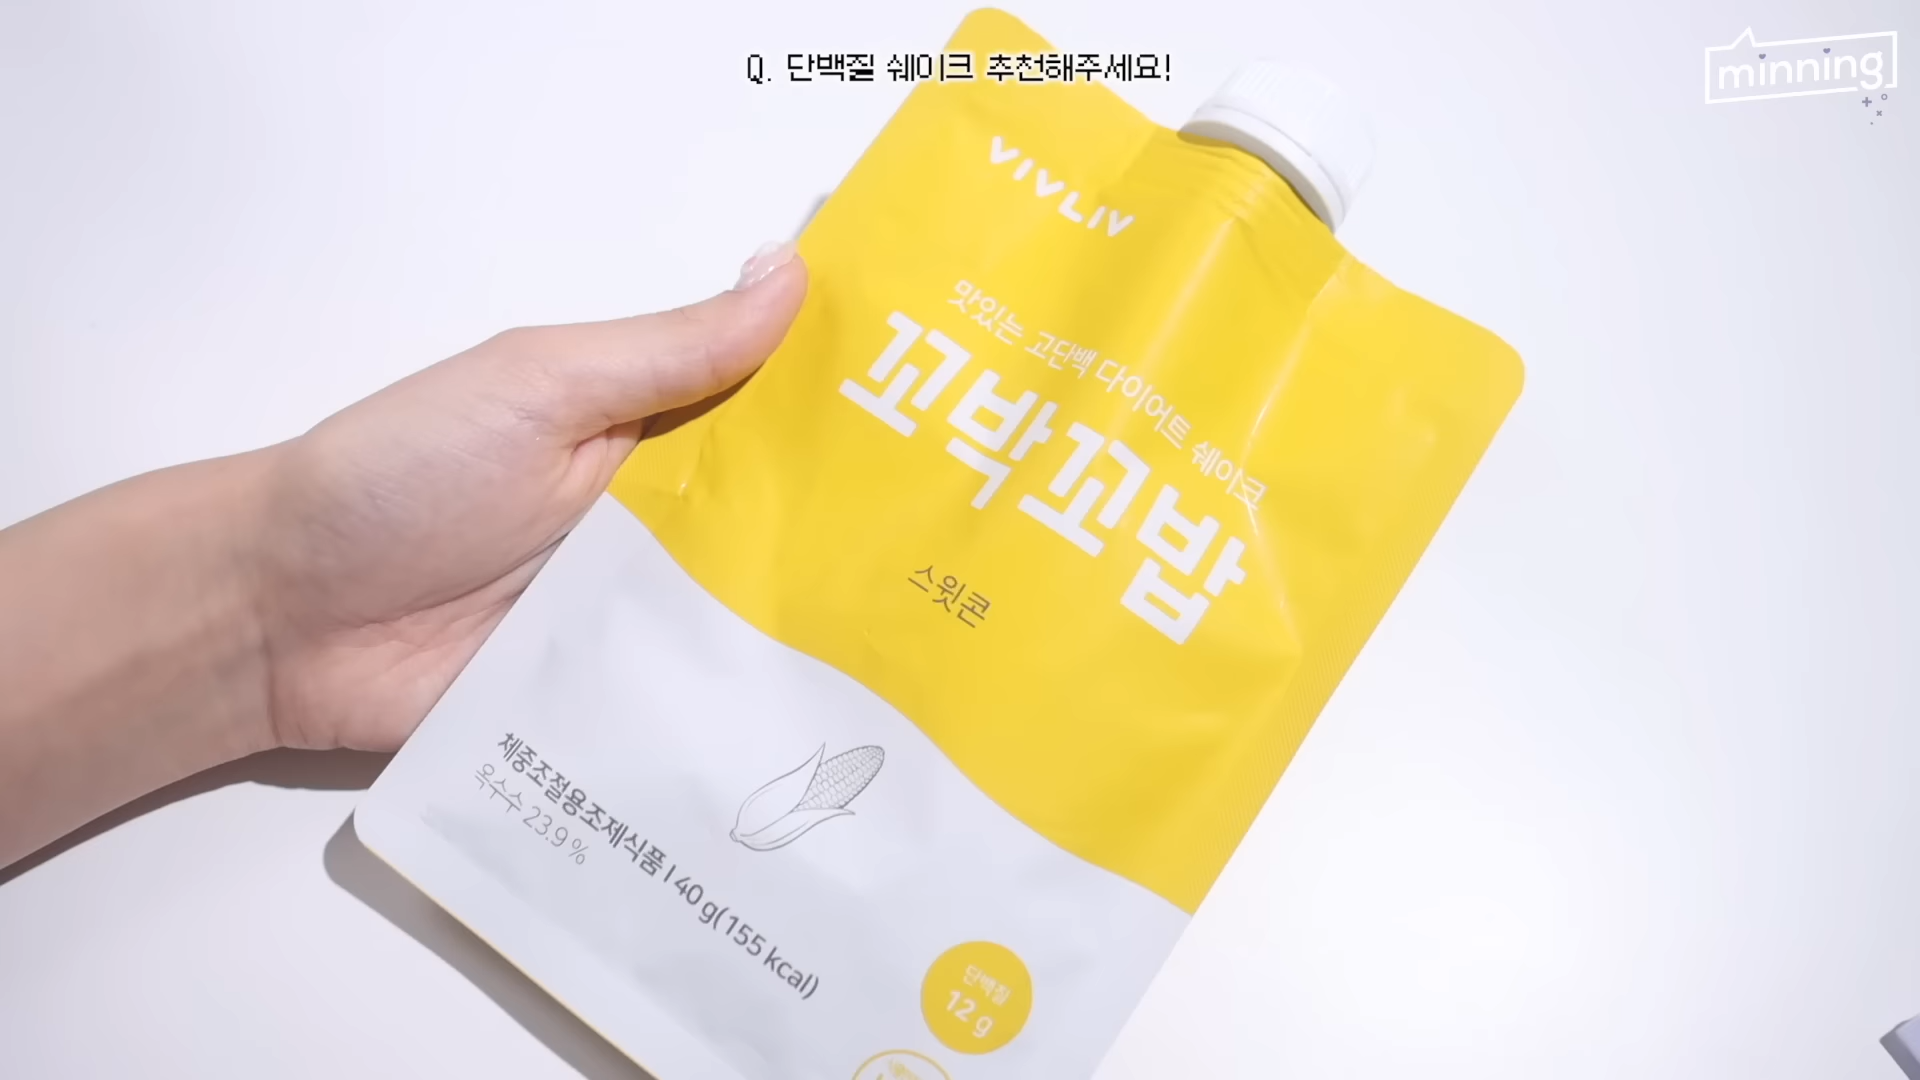 Q. 단백질 쉐이크 추천해주세요!
minning
VIVLIV
맛있는 고단백 다이어트 쉐이크
꼬박꼬밥
스윗콘
체중조절용조제식품 | 40 g(155 kcal)
옥수수 23.9 %
단백질
12 g